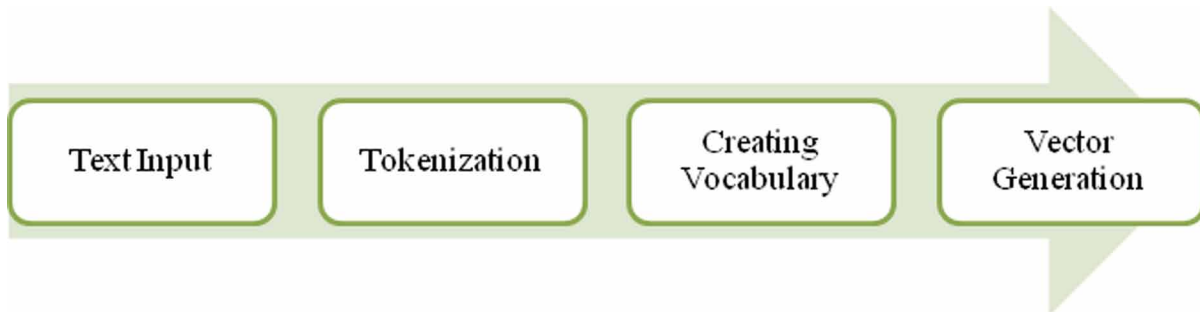 Text Input
Tokenization
Creating
Vocabulary
Vector
Generation